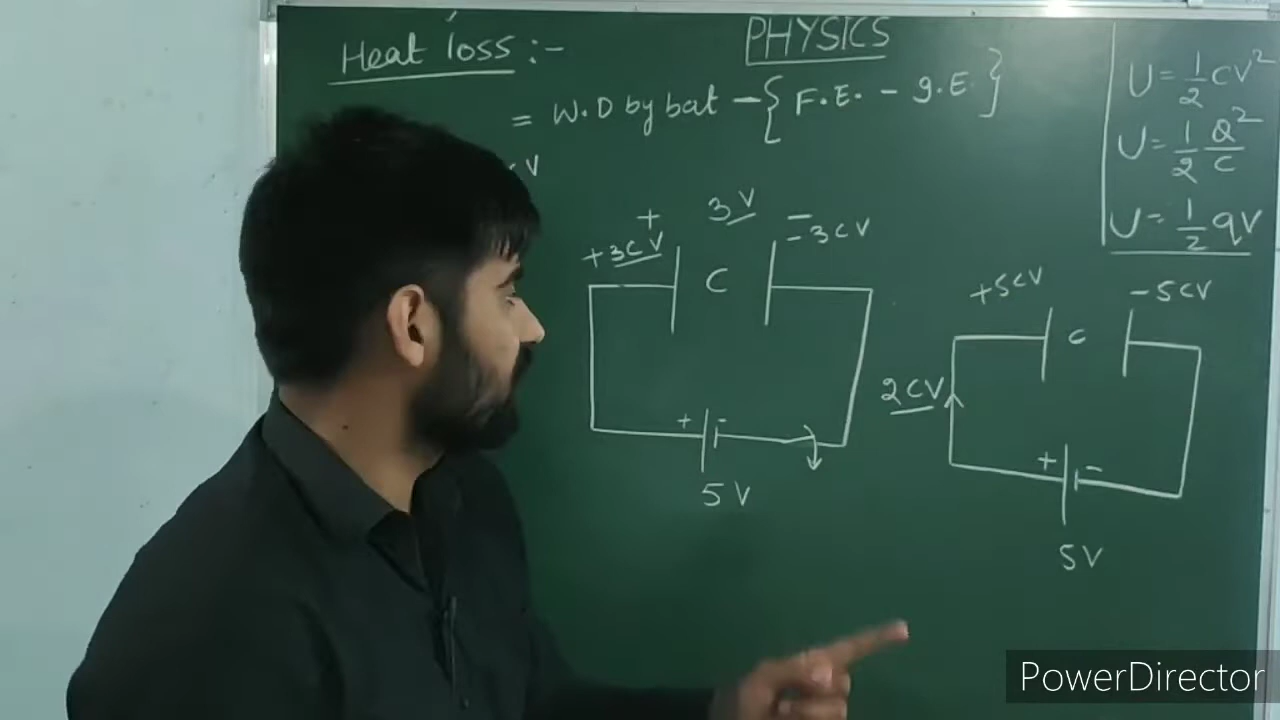 PHYSICS
Heat loss :-
= W.D by bat - { F.E. - I.E. }
V
U = 1/2 CV²
U = 1/2 Q²/C
U = 1/2 qV
+ 3V -
+3CV C -3CV
+ -
5V
+5CV -5CV
C
2CV
+ -
5V
PowerDirector